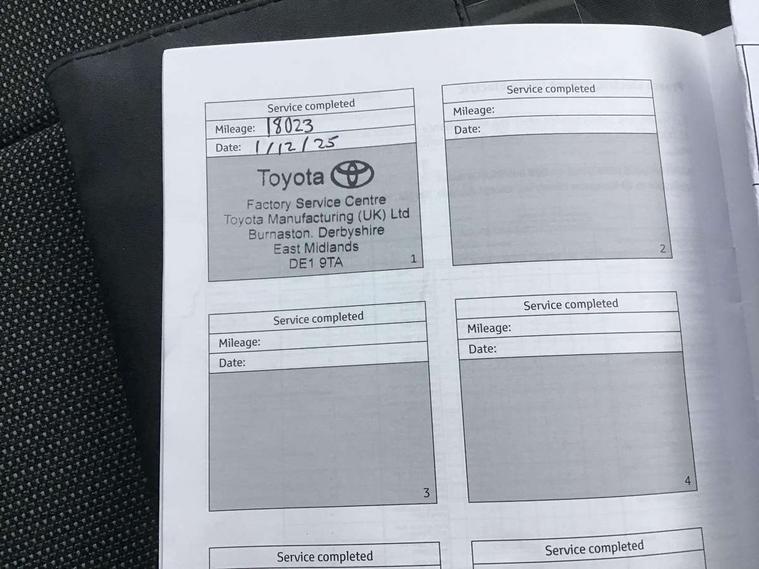 Service completed
Mileage: 18023
Date: 1/12/25
Toyota
Factory Service Centre
Toyota Manufacturing (UK) Ltd
Burnaston. Derbyshire
East Midlands
DE1 9TA
1
Service completed
Mileage:
Date:
2
Service completed
Mileage:
Date:
3
Service completed
Mileage:
Date:
4
Service completed
Service completed